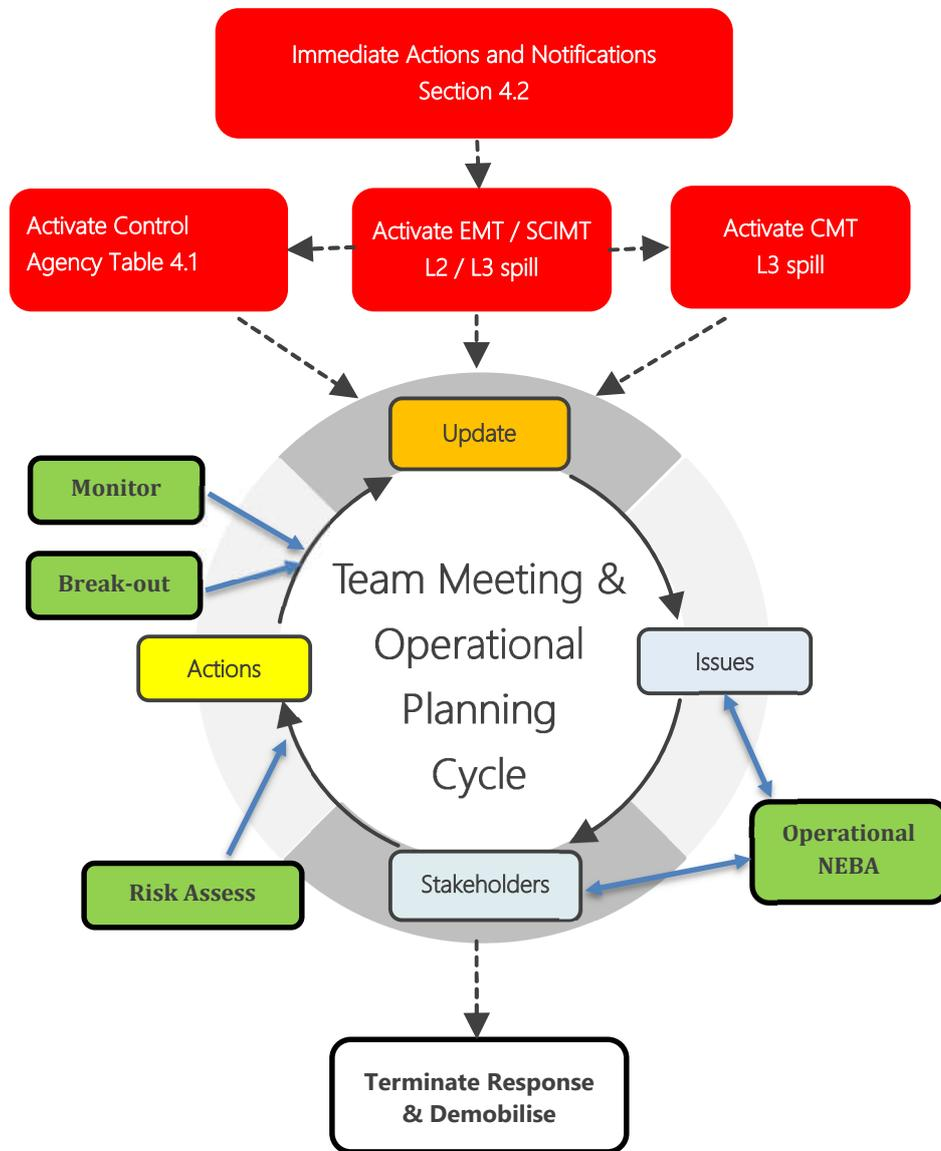 Immediate Actions and Notifications
Section 4.2
Activate Control
Agency Table 4.1
Activate EMT / SCIMT
L2 / L3 spill
Activate CMT
L3 spill
Update
Monitor
Break-out
Team Meeting &
Operational
Planning
Cycle
Actions
Issues
Risk Assess
Stakeholders
Operational
NEBA
Terminate Response
& Demobilise